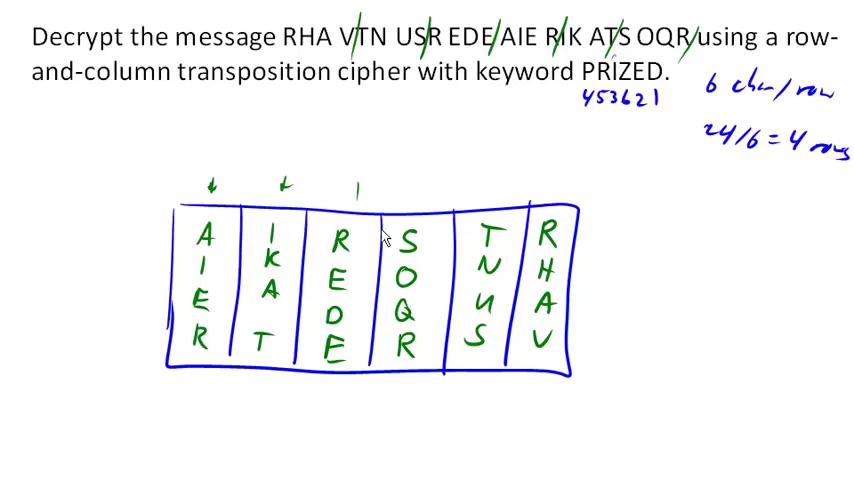 Decrypt the message RHA VTN USR EDE AIE RIK ATS OQR using a row-
and-column transposition cipher with keyword PRIZED.
453621
6 char/row
24/6 = 4 rows
A I R S T R
I K E O N H
E A D Q U A
R T E R S V